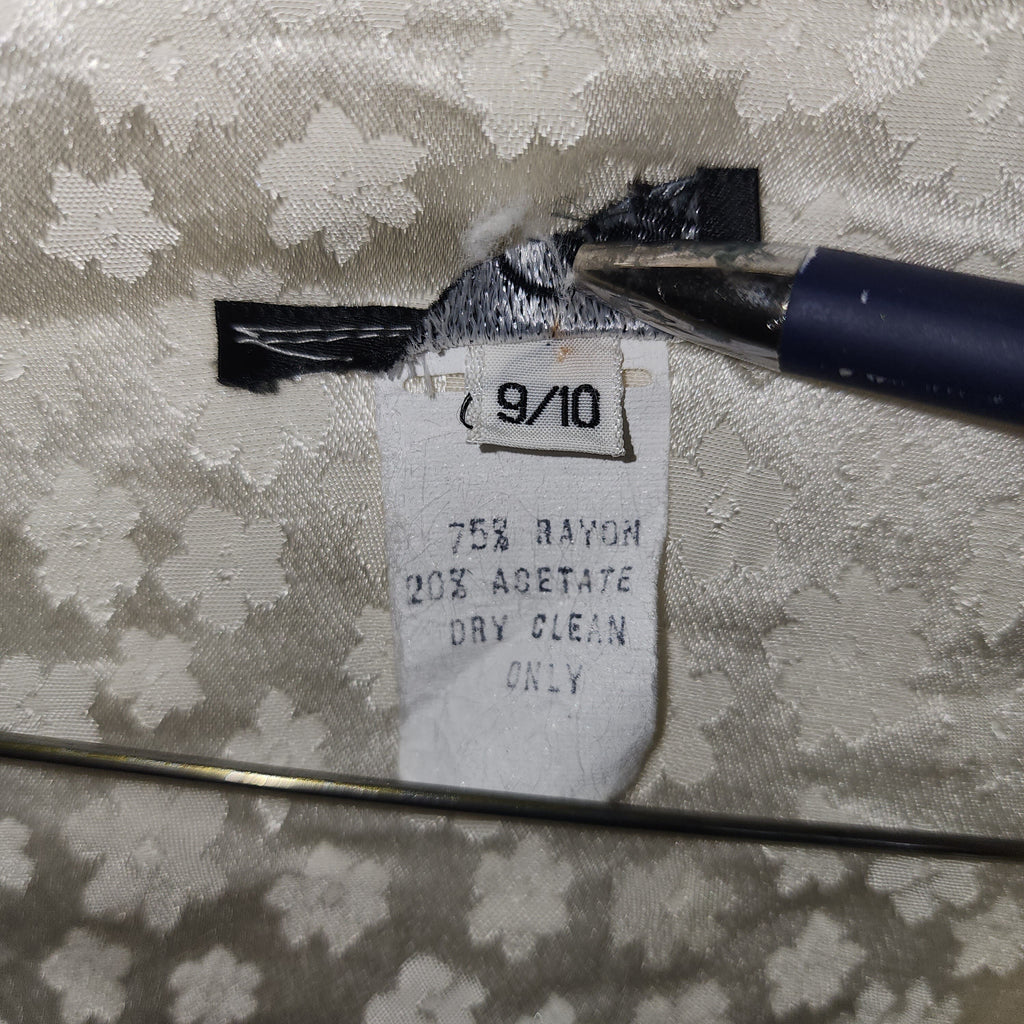 9/10
75% RAYON
20% ACETATE
DRY CLEAN
ONLY